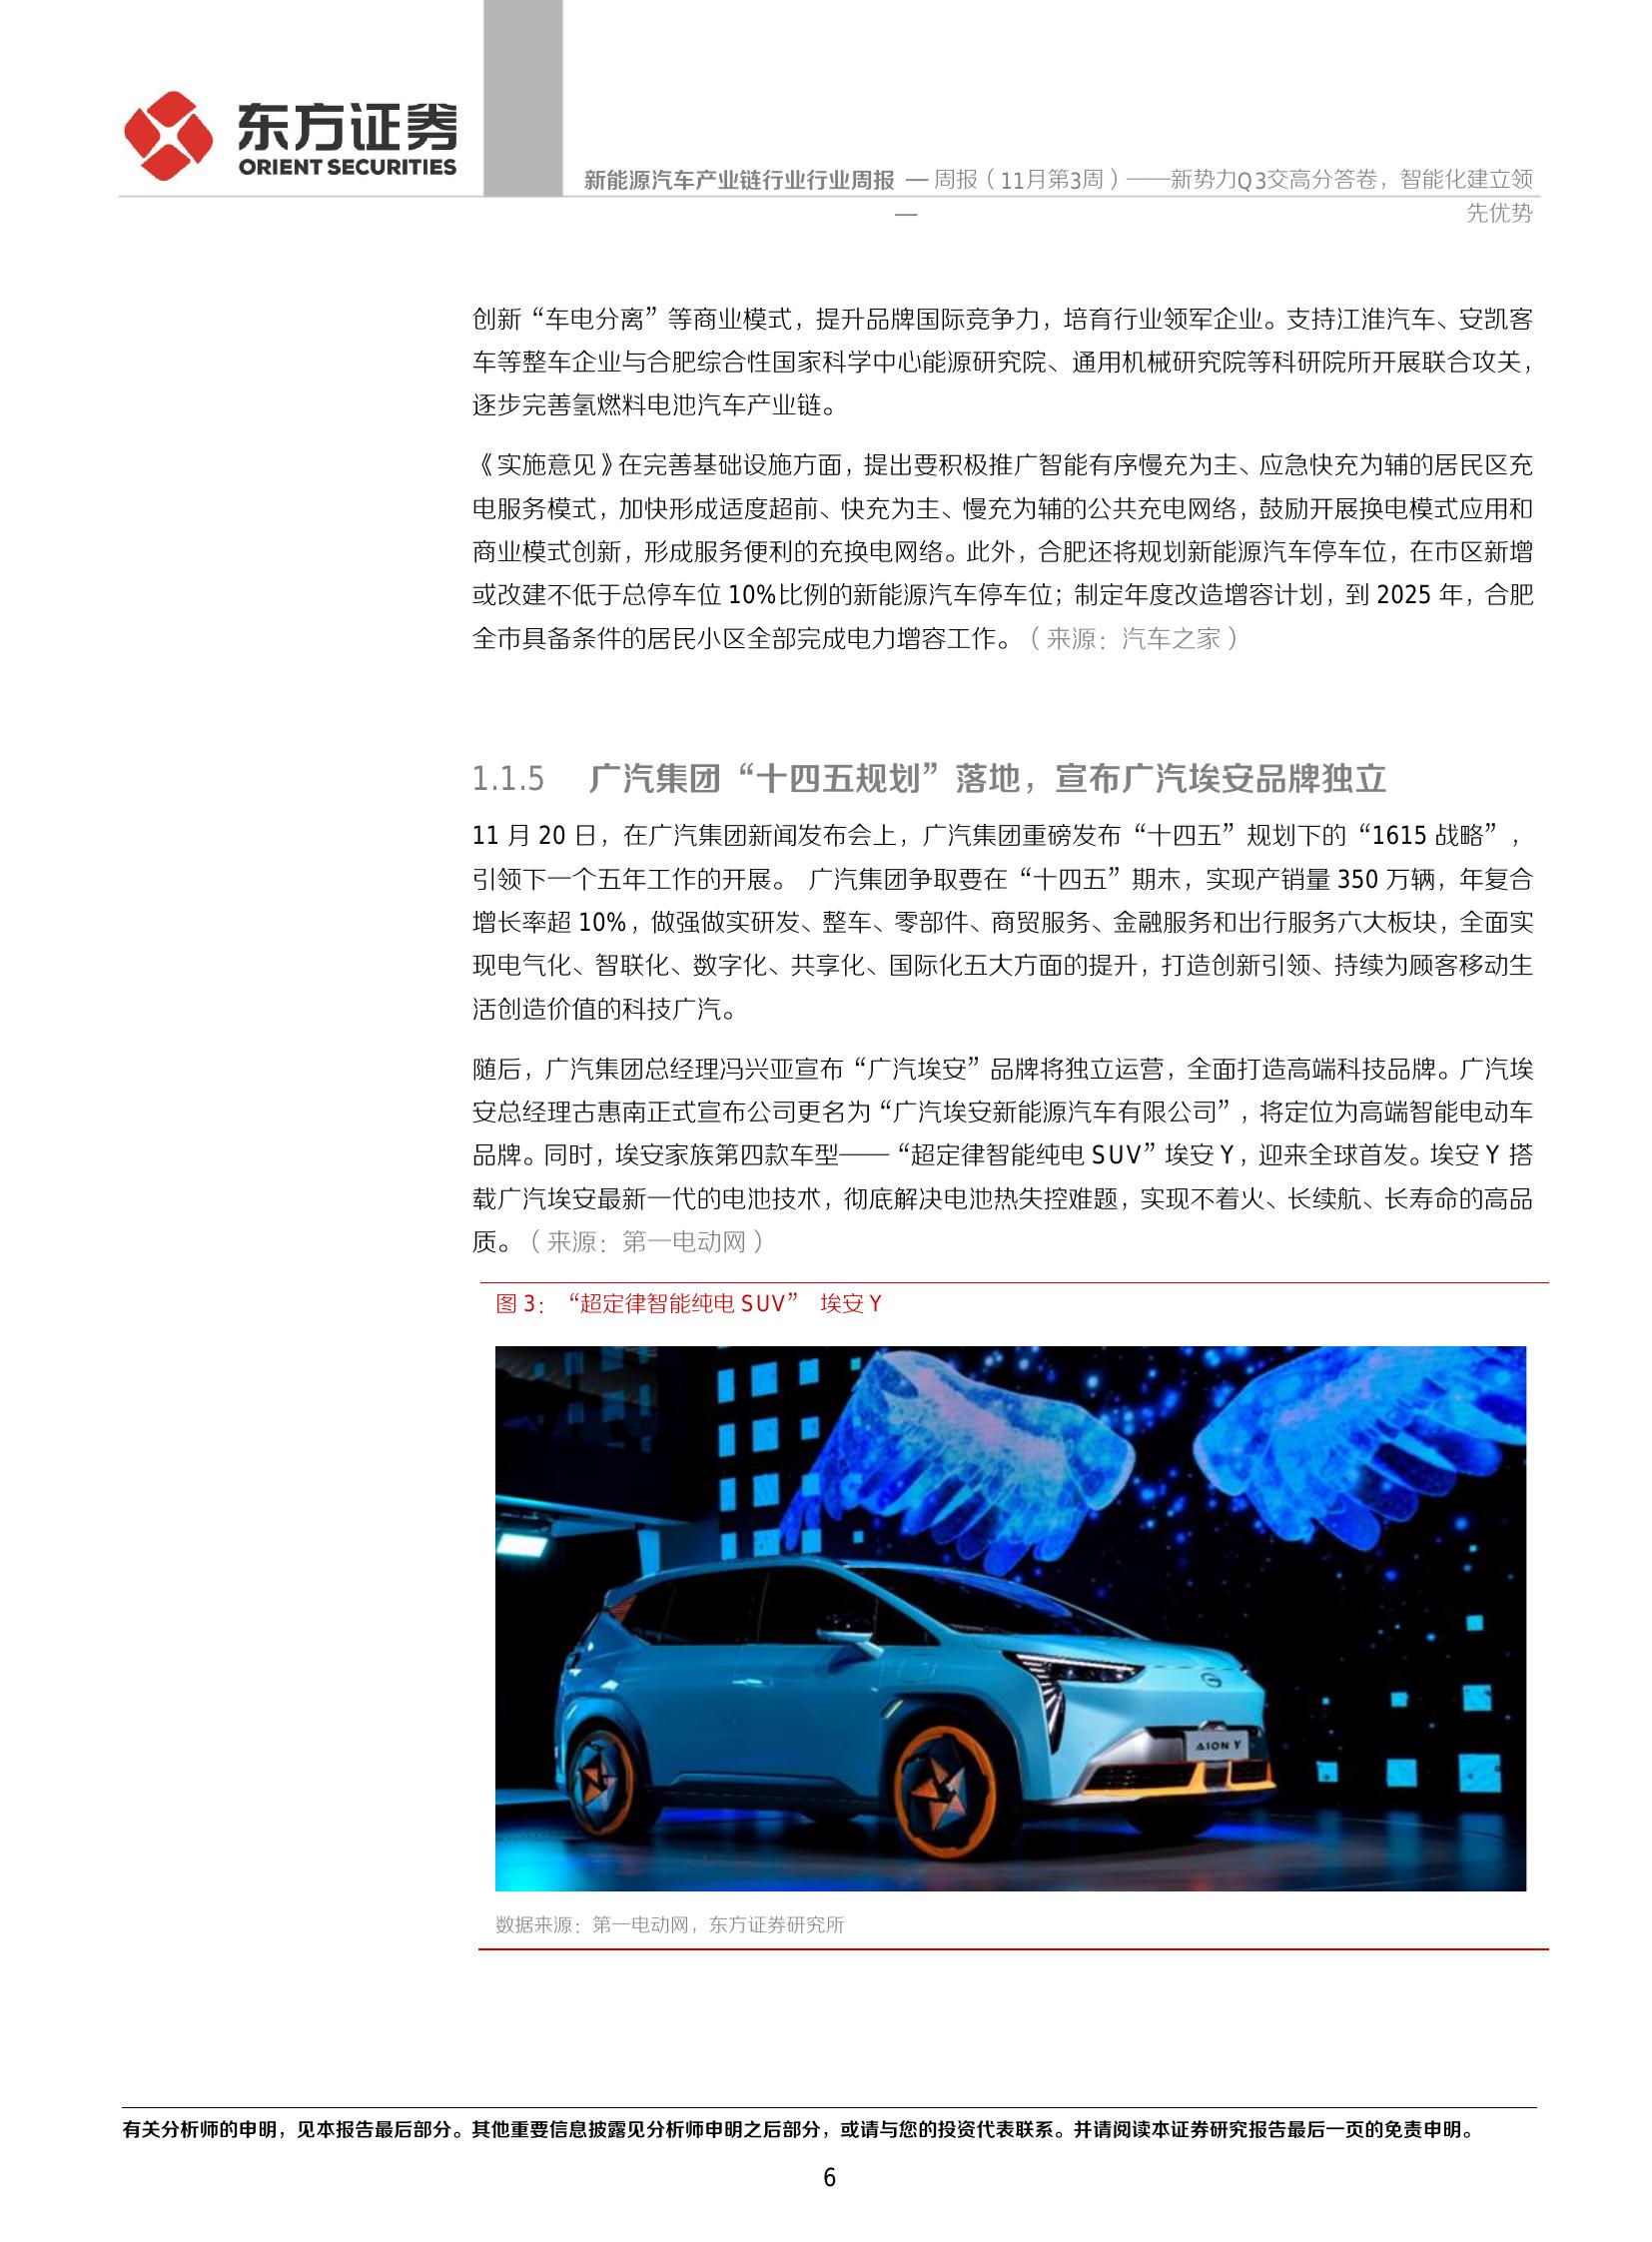 东方证券
ORIENT SECURITIES
新能源汽车产业链行业行业周报 — 周报（11月第3周）——新势力Q3交高分答卷，智能化建立领
— 先优势
创新“车电分离”等商业模式，提升品牌国际竞争力，培育行业领军企业。支持江淮汽车、安凯客
车等整车企业与合肥综合性国家科学中心能源研究院、通用机械研究院等科研院所开展联合攻关，
逐步完善氢燃料电池汽车产业链。
《实施意见》在完善基础设施方面，提出要积极推广智能有序慢充为主、应急快充为辅的居民区充
电服务模式，加快形成适度超前、快充为主、慢充为辅的公共充电网络，鼓励开展换电模式应用和
商业模式创新，形成服务便利的充换电网络。此外，合肥还将规划新能源汽车停车位，在市区新增
或改建不低于总停车位 10%比例的新能源汽车停车位；制定年度改造增容计划，到 2025 年，合肥
全市具备条件的居民小区全部完成电力增容工作。（来源：汽车之家）
1.1.5 广汽集团“十四五规划”落地，宣布广汽埃安品牌独立
11 月 20 日，在广汽集团新闻发布会上，广汽集团重磅发布“十四五”规划下的“1615 战略”，
引领下一个五年工作的开展。 广汽集团争取要在“十四五”期末，实现产销量 350 万辆，年复合
增长率超 10%，做强做实研发、整车、零部件、商贸服务、金融服务和出行服务六大板块，全面实
现电气化、智联化、数字化、共享化、国际化五大方面的提升，打造创新引领、持续为顾客移动生
活创造价值的科技广汽。
随后，广汽集团总经理冯兴亚宣布“广汽埃安”品牌将独立运营，全面打造高端科技品牌。广汽埃
安总经理古惠南正式宣布公司更名为“广汽埃安新能源汽车有限公司”，将定位为高端智能电动车
品牌。同时，埃安家族第四款车型——“超定律智能纯电 SUV”埃安 Y，迎来全球首发。埃安 Y 搭
载广汽埃安最新一代的电池技术，彻底解决电池热失控难题，实现不着火、长续航、长寿命的高品
质。（来源：第一电动网）
图 3：“超定律智能纯电 SUV” 埃安 Y
AION Y
数据来源：第一电动网，东方证券研究所
有关分析师的申明，见本报告最后部分。其他重要信息披露见分析师申明之后部分，或请与您的投资代表联系。并请阅读本证券研究报告最后一页的免责申明。
6